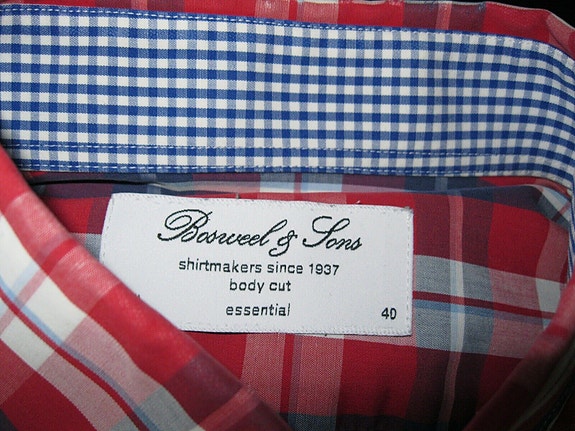 Bosweel & Sons
shirtmakers since 1937
body cut
essential 40